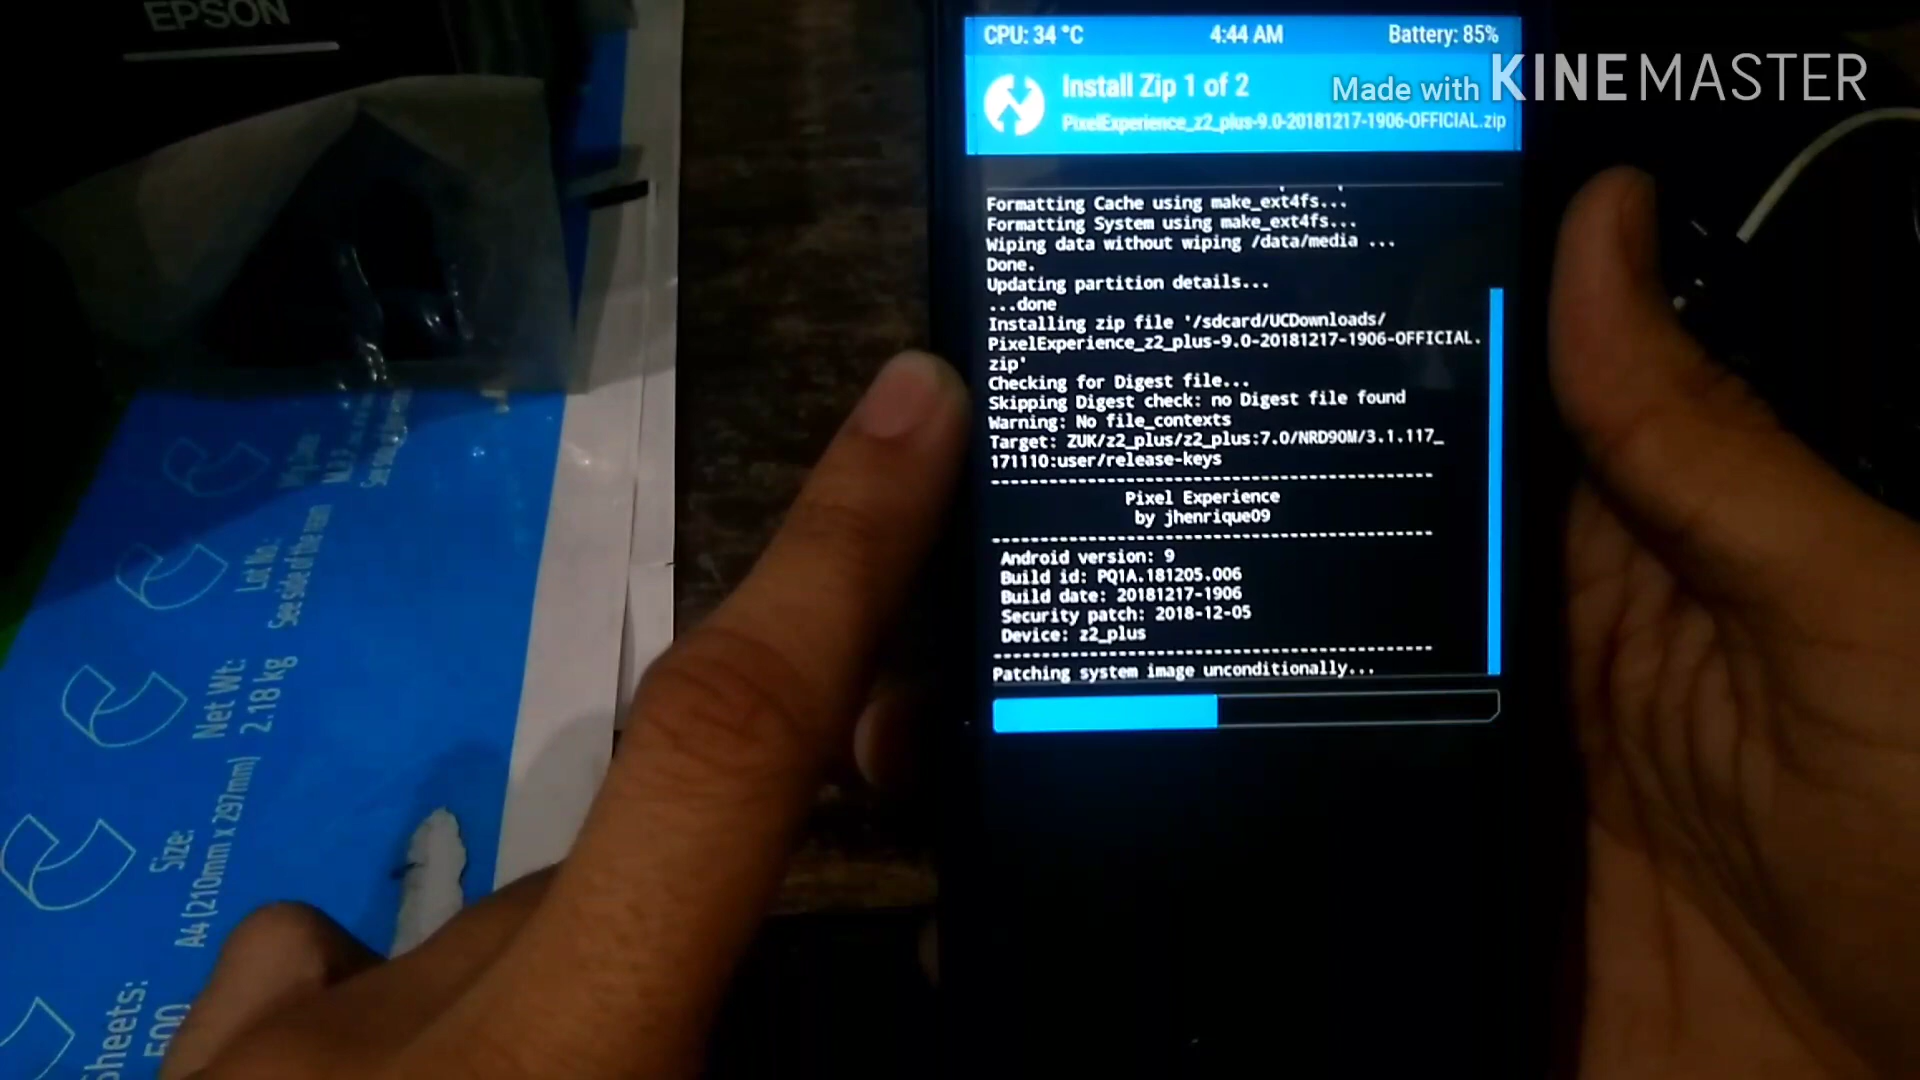 EPSON
CPU: 34 °C
4:44 AM
Battery: 85%
Made with KINEMASTER
Install Zip 1 of 2
PixelExperience_z2_plus-9.0-20181217-1906-OFFICIAL.zip
Formatting Cache using make_ext4fs...
Formatting System using make_ext4fs...
Wiping data without wiping /data/media ...
Done.
Updating partition details...
...done
Installing zip file '/sdcard/UCDownloads/
PixelExperience_z2_plus-9.0-20181217-1906-OFFICIAL.
zip'
Checking for Digest file...
Skipping Digest check: no Digest file found
Warning: No file_contexts
Target: ZUK/z2_plus/z2_plus:7.0/NRD90M/3.1.117_
171110:user/release-keys
--------------------------------------------
Pixel Experience
by jhenrique09
--------------------------------------------
Android version: 9
Build id: PQ1A.181205.006
Build date: 20181217-1906
Security patch: 2018-12-05
Device: z2_plus
--------------------------------------------
Patching system image unconditionally...
Lot No.:
See side of the ream
Net Wt:
2.18 kg
Size:
A4 (210mm x 297mm)
Sheets:
500